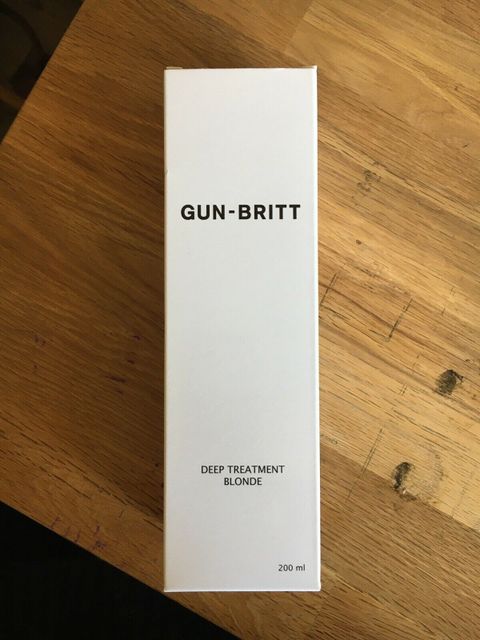 GUN-BRITT
DEEP TREATMENT
BLONDE
200 ml